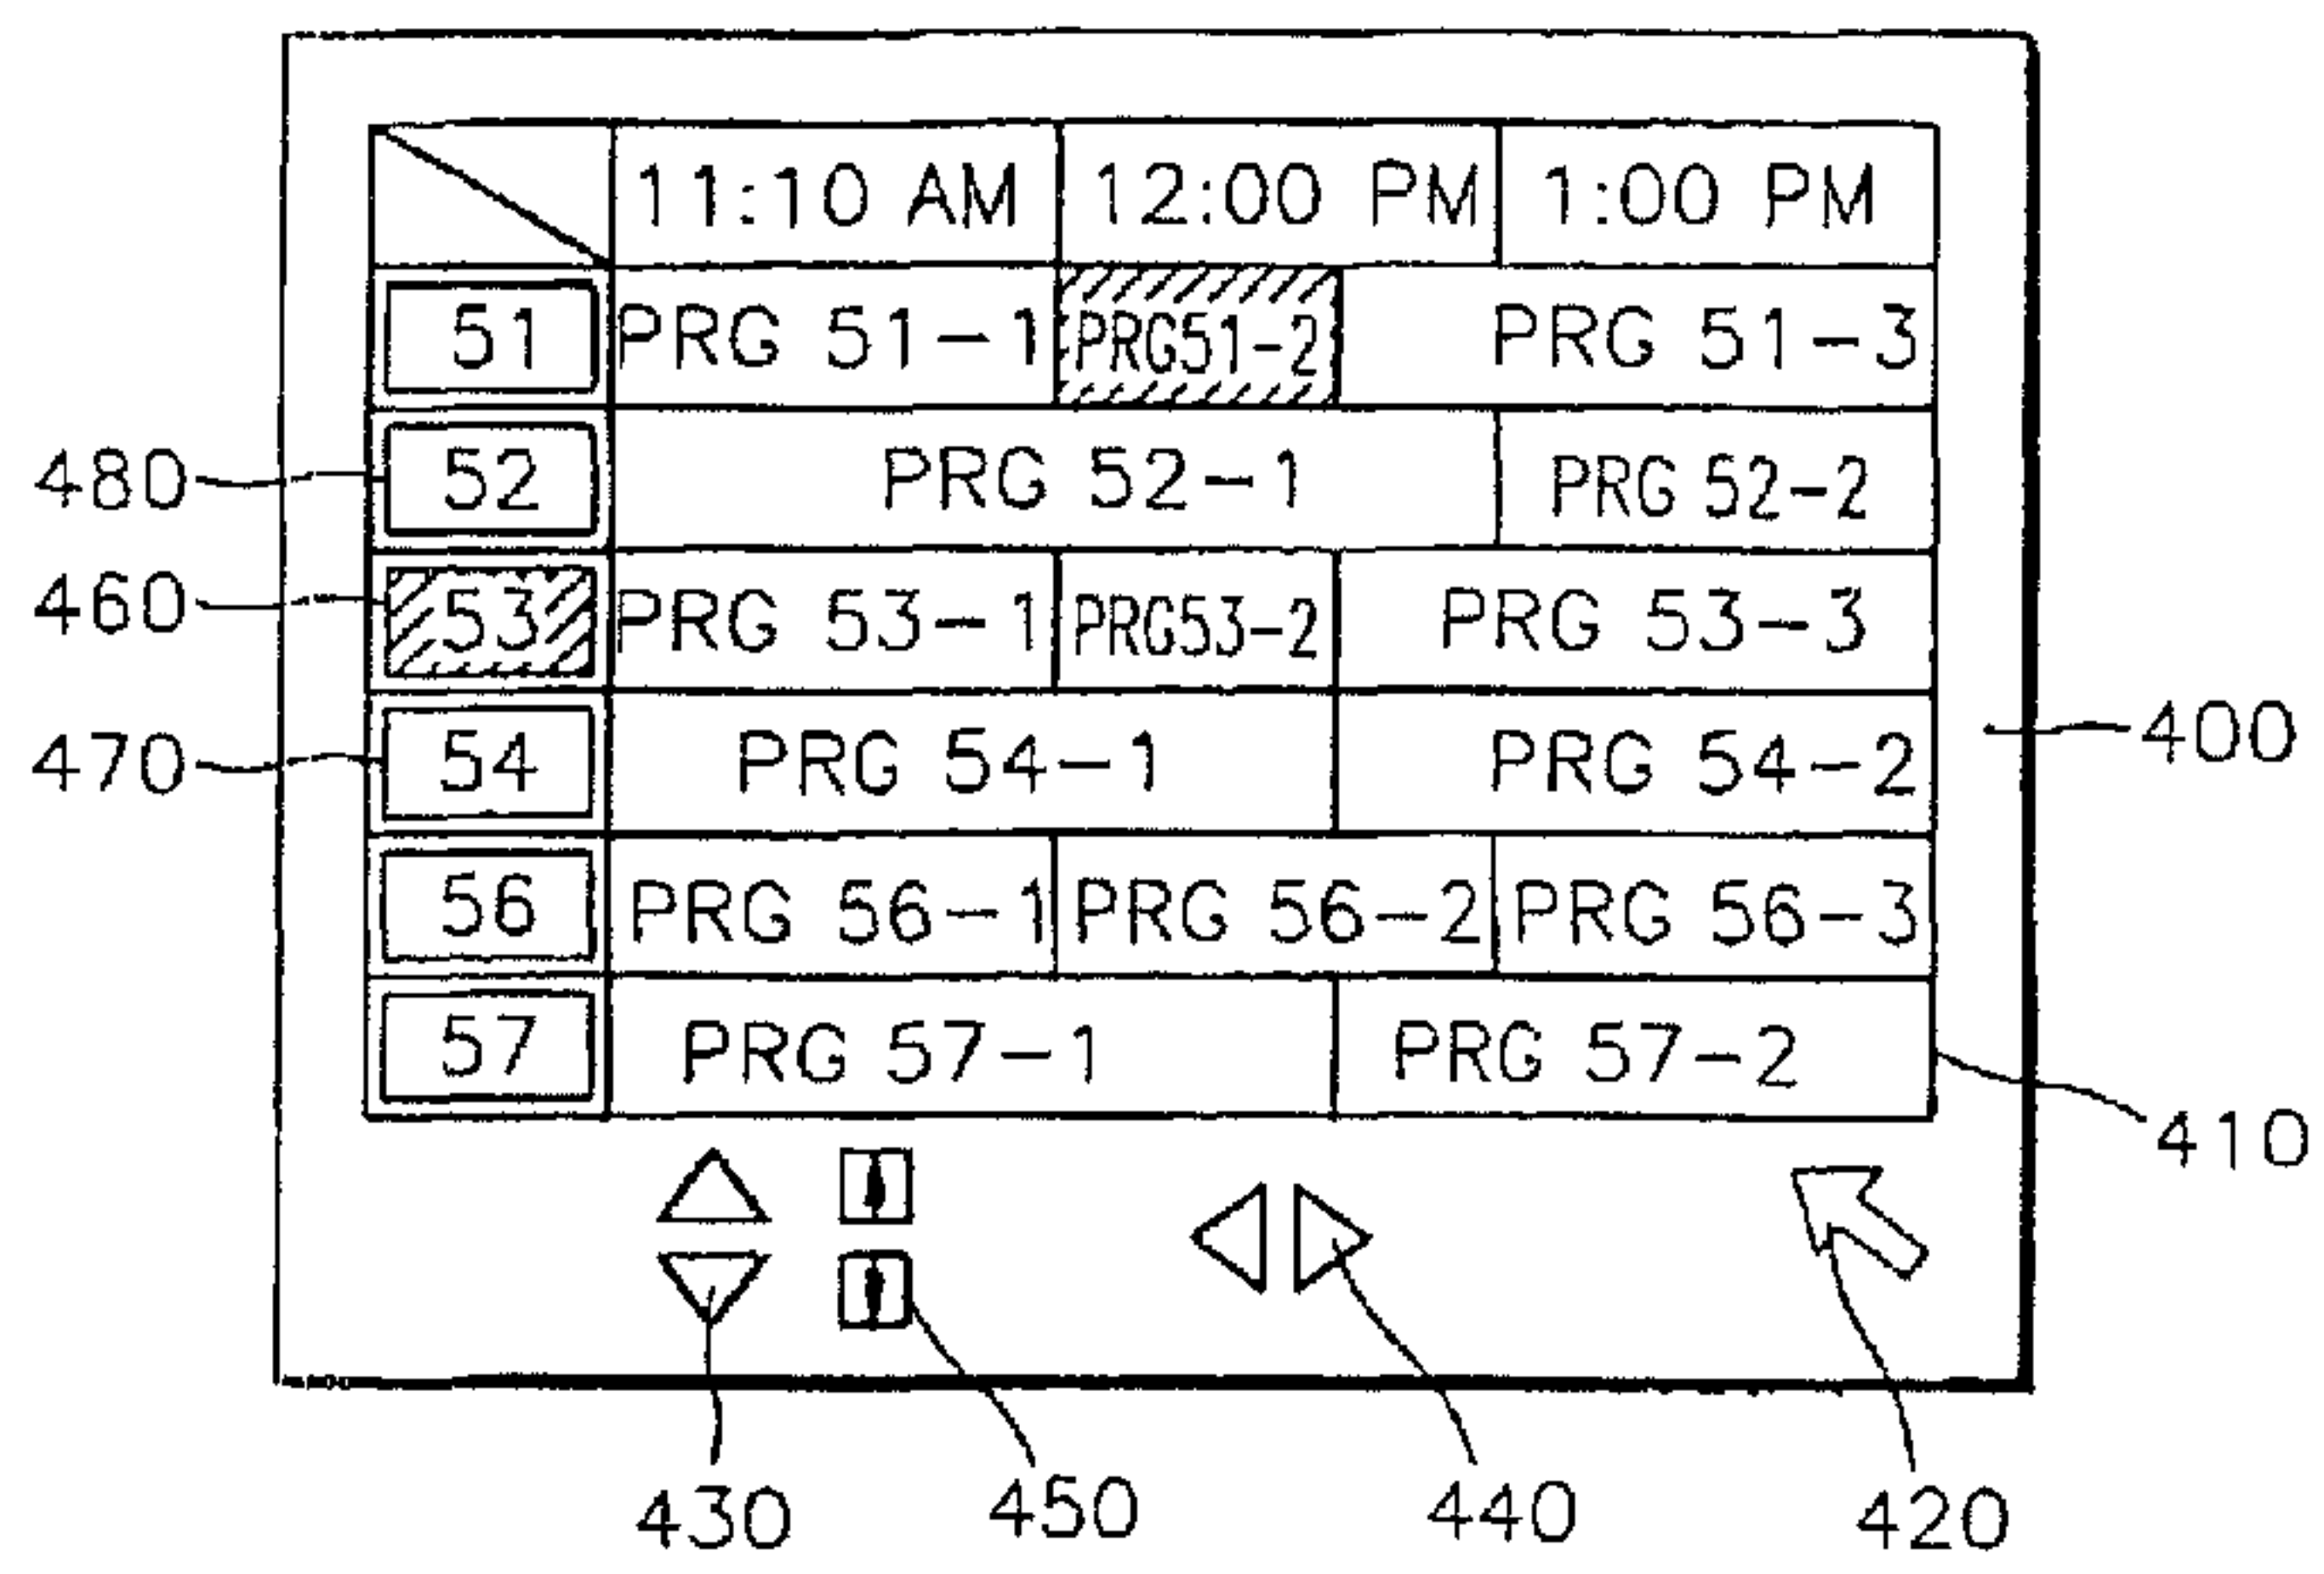 11:10 AM 12:00 PM 1:00 PM
51 PRG 51-1 PRG51-2 PRG 51-3
480 52 PRG 52-1 PRG 52-2
460 53 PRG 53-1 PRG53-2 PRG 53-3
470 54 PRG 54-1 PRG 54-2 400
56 PRG 56-1 PRG 56-2 PRG 56-3
57 PRG 57-1 PRG 57-2
410
430 450 440 420